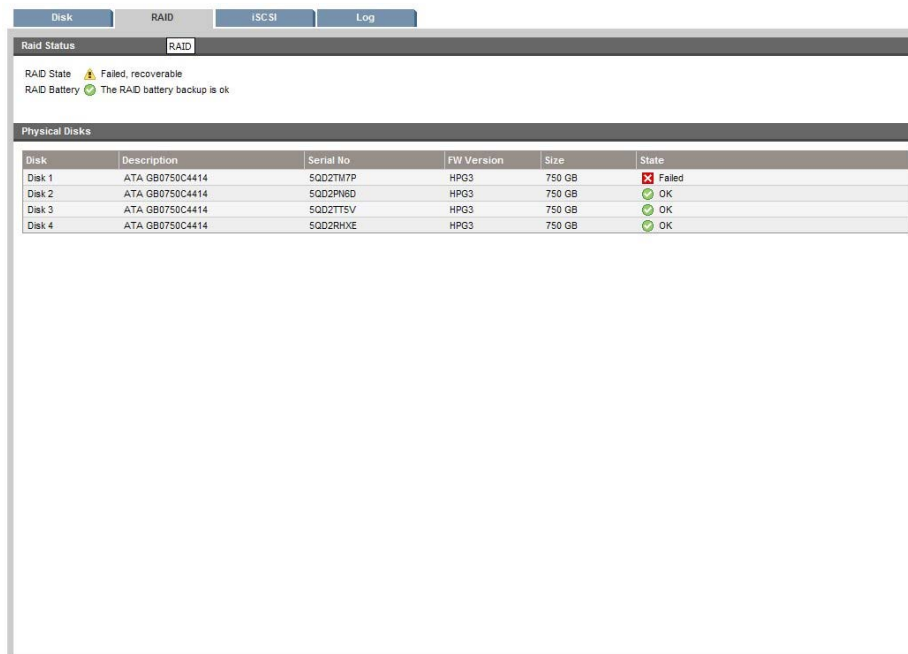 Disk RAID iSCSI Log
Raid Status
RAID
RAID State Failed, recoverable
RAID Battery The RAID battery backup is ok
Physical Disks
Disk Description Serial No FW Version Size State
Disk 1 ATA GB0750C4414 5QD2TM7P HPG3 750 GB Failed
Disk 2 ATA GB0750C4414 5QD2PN6D HPG3 750 GB OK
Disk 3 ATA GB0750C4414 5QD2TT5V HPG3 750 GB OK
Disk 4 ATA GB0750C4414 5QD2RHXE HPG3 750 GB OK